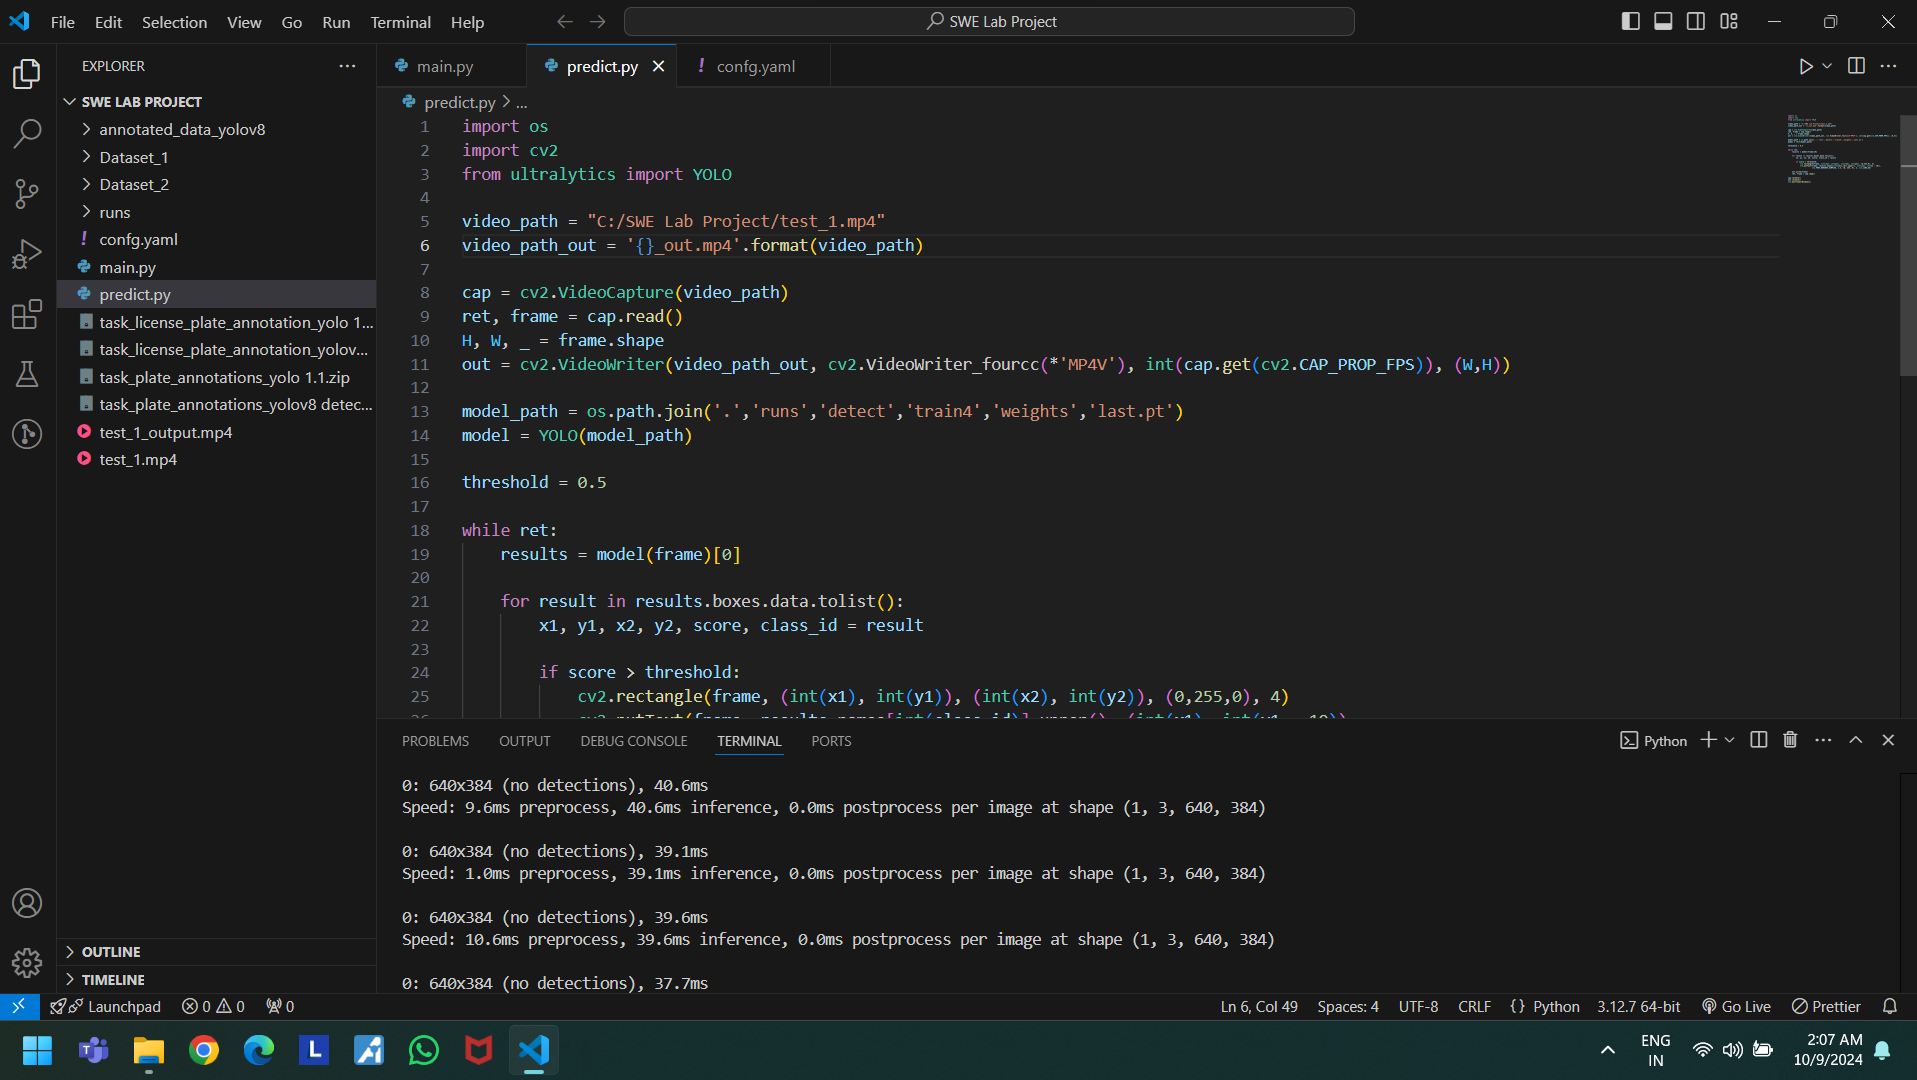 File Edit Selection View Go Run Terminal Help
SWE Lab Project
EXPLORER
SWE LAB PROJECT
annotated_data_yolov8
Dataset_1
Dataset_2
runs
confg.yaml
main.py
predict.py
task_license_plate_annotation_yolo 1...
task_license_plate_annotation_yolov...
task_plate_annotations_yolo 1.1.zip
task_plate_annotations_yolov8 detec...
test_1_output.mp4
test_1.mp4
OUTLINE
TIMELINE
main.py predict.py confg.yaml
predict.py > ...
1 import os
2 import cv2
3 from ultralytics import YOLO
4
5 video_path = "C:/SWE Lab Project/test_1.mp4"
6 video_path_out = '{}_out.mp4'.format(video_path)
7
8 cap = cv2.VideoCapture(video_path)
9 ret, frame = cap.read()
10 H, W, _ = frame.shape
11 out = cv2.VideoWriter(video_path_out, cv2.VideoWriter_fourcc(*'MP4V'), int(cap.get(cv2.CAP_PROP_FPS)), (W,H))
12
13 model_path = os.path.join('.','runs','detect','train4','weights','last.pt')
14 model = YOLO(model_path)
15
16 threshold = 0.5
17
18 while ret:
19 results = model(frame)[0]
20
21 for result in results.boxes.data.tolist():
22 x1, y1, x2, y2, score, class_id = result
23
24 if score > threshold:
25 cv2.rectangle(frame, (int(x1), int(y1)), (int(x2), int(y2)), (0,255,0), 4)
PROBLEMS OUTPUT DEBUG CONSOLE TERMINAL PORTS
Python
0: 640x384 (no detections), 40.6ms
Speed: 9.6ms preprocess, 40.6ms inference, 0.0ms postprocess per image at shape (1, 3, 640, 384)
0: 640x384 (no detections), 39.1ms
Speed: 1.0ms preprocess, 39.1ms inference, 0.0ms postprocess per image at shape (1, 3, 640, 384)
0: 640x384 (no detections), 39.6ms
Speed: 10.6ms preprocess, 39.6ms inference, 0.0ms postprocess per image at shape (1, 3, 640, 384)
0: 640x384 (no detections), 37.7ms
Launchpad 0 0 0
Ln 6, Col 49 Spaces: 4 UTF-8 CRLF {} Python 3.12.7 64-bit Go Live Prettier
ENG
IN
2:07 AM
10/9/2024